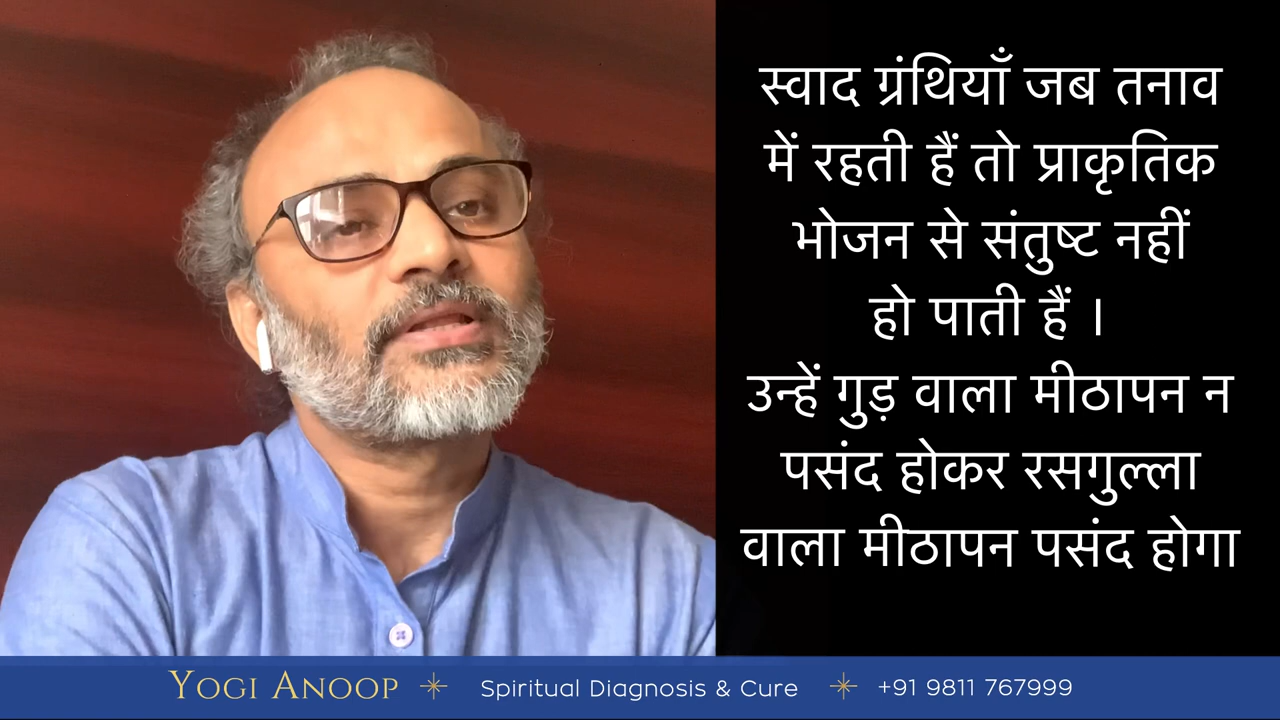 स्वाद ग्रंथियाँ जब तनाव
में रहती हैं तो प्राकृतिक
भोजन से संतुष्ट नहीं
हो पाती हैं ।
उन्हें गुड़ वाला मीठापन न
पसंद होकर रसगुल्ला
वाला मीठापन पसंद होगा
Yogi Anoop Spiritual Diagnosis & Cure +91 9811 767999